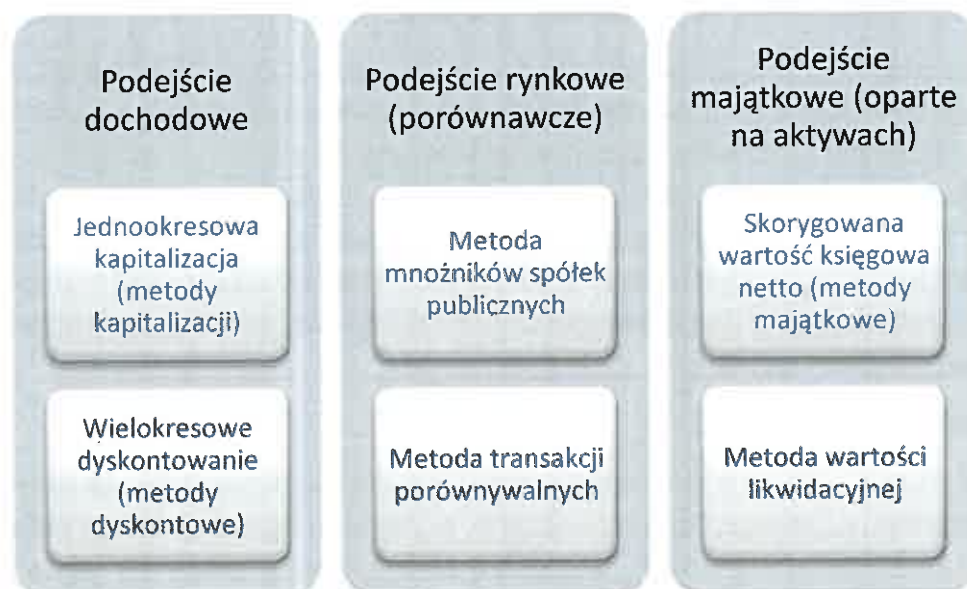 Podejście
dochodowe
Jednookresowa
kapitalizacja
(metody
kapitalizacji)
Wielokresowe
dyskontowanie
(metody
dyskontowe)
Podejście rynkowe
(porównawcze)
Metoda
mnożników spółek
publicznych
Metoda transakcji
porównywalnych
Podejście
majątkowe (oparte
na aktywach)
Skorygowana
wartość księgowa
netto (metody
majątkowe)
Metoda wartości
likwidacyjnej